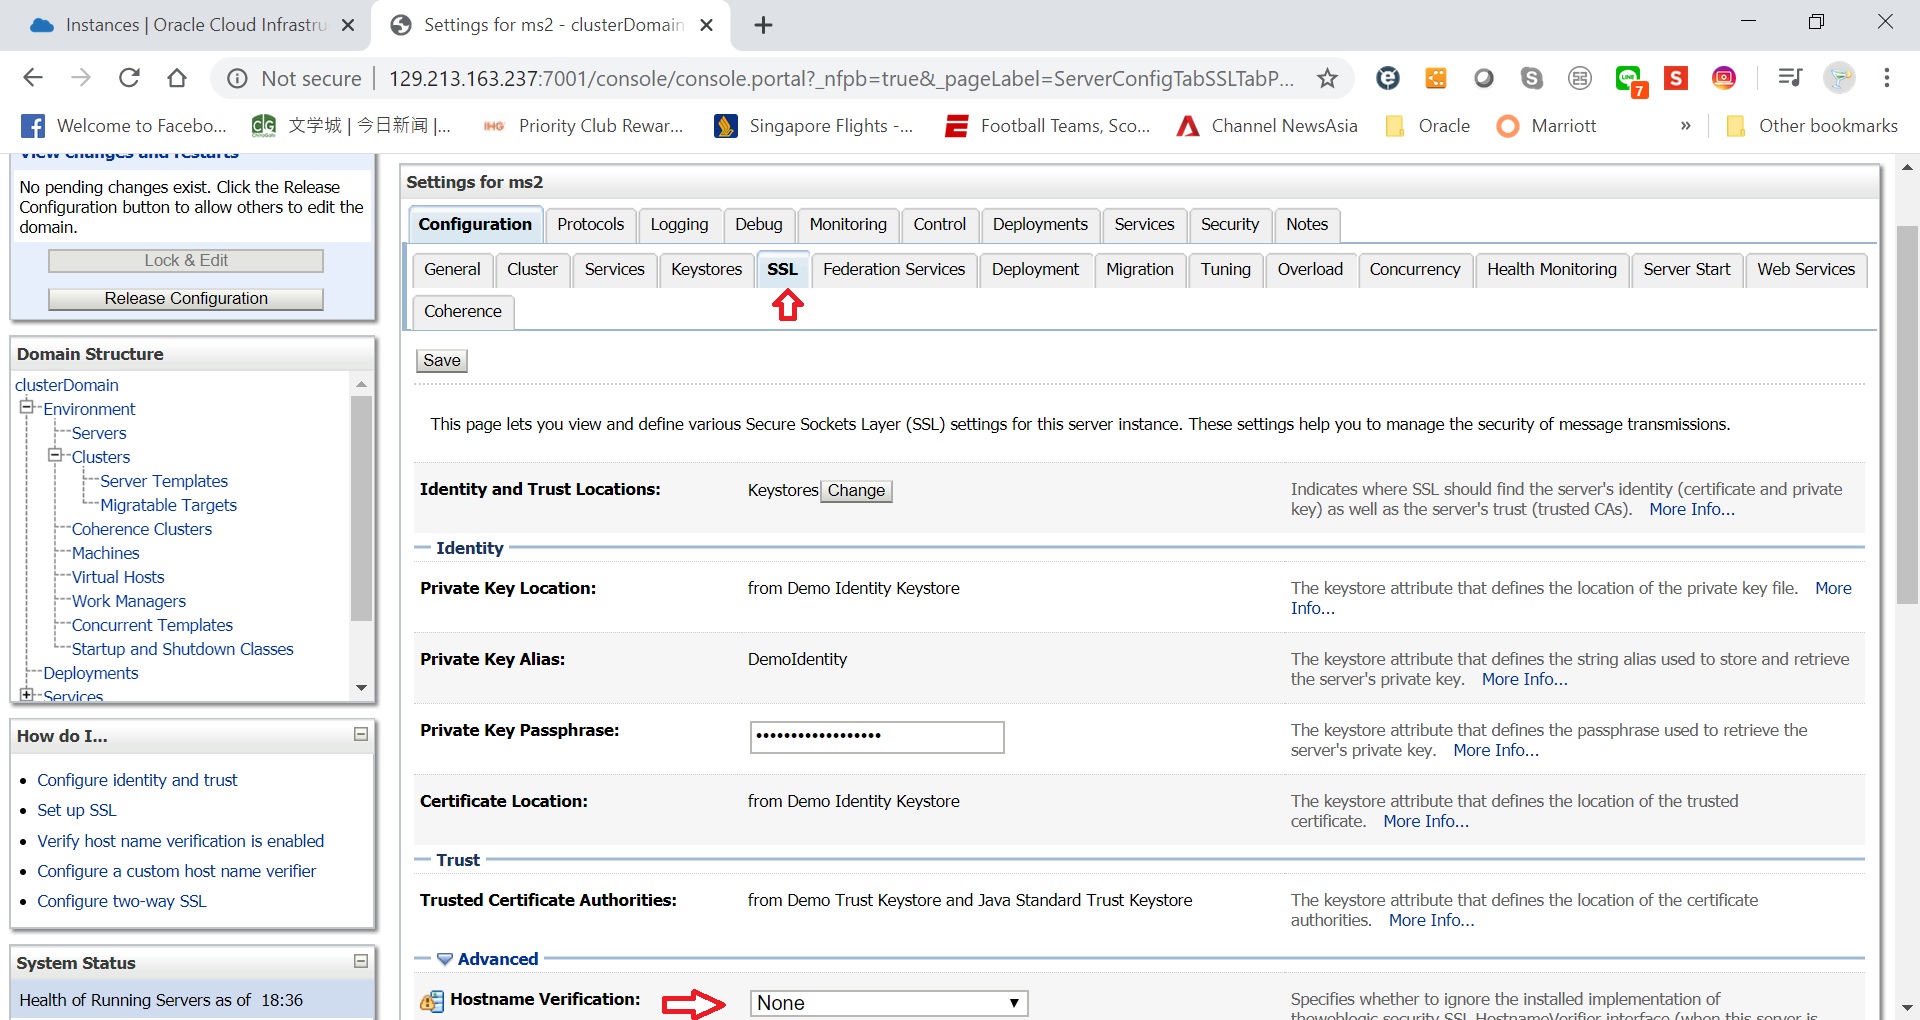 Instances | Oracle Cloud Infrastru
Settings for ms2 - clusterDomain
Not secure
129.213.163.237:7001/console/console.portal?_nfpb=true&_pageLabel=ServerConfigTabSSLTabP...
LINE
7
S
Welcome to Facebo...
CG
文学城 | 今日新闻 |...
IHG
Priority Club Rewar...
Singapore Flights -...
Football Teams, Sco...
Channel NewsAsia
Oracle
Marriott
»
Other bookmarks
View changes and restarts
No pending changes exist. Click the Release
Configuration button to allow others to edit the
domain.
Lock & Edit
Release Configuration
Domain Structure
clusterDomain
Environment
Servers
Clusters
Server Templates
Migratable Targets
Coherence Clusters
Machines
Virtual Hosts
Work Managers
Concurrent Templates
Startup and Shutdown Classes
Deployments
Services
How do I...
Configure identity and trust
Set up SSL
Verify host name verification is enabled
Configure a custom host name verifier
Configure two-way SSL
System Status
Health of Running Servers as of 18:36
Settings for ms2
Configuration Protocols Logging Debug Monitoring Control Deployments Services Security Notes
General Cluster Services Keystores SSL Federation Services Deployment Migration Tuning Overload Concurrency Health Monitoring Server Start Web Services
Coherence
Save
This page lets you view and define various Secure Sockets Layer (SSL) settings for this server instance. These settings help you to manage the security of message transmissions.
Identity and Trust Locations:
Keystores Change
Indicates where SSL should find the server's identity (certificate and private
key) as well as the server's trust (trusted CAs). More Info...
Identity
Private Key Location:
from Demo Identity Keystore
The keystore attribute that defines the location of the private key file. More
Info...
Private Key Alias:
DemoIdentity
The keystore attribute that defines the string alias used to store and retrieve
the server's private key. More Info...
Private Key Passphrase:
••••••••••••••••••
The keystore attribute that defines the passphrase used to retrieve the
server's private key. More Info...
Certificate Location:
from Demo Identity Keystore
The keystore attribute that defines the location of the trusted
certificate. More Info...
Trust
Trusted Certificate Authorities:
from Demo Trust Keystore and Java Standard Trust Keystore
The keystore attribute that defines the location of the certificate
authorities. More Info...
Advanced
Hostname Verification:
None
Specifies whether to ignore the installed implementation of
theweblogic.security.SSL.HostnameVerifier interface (when this server is